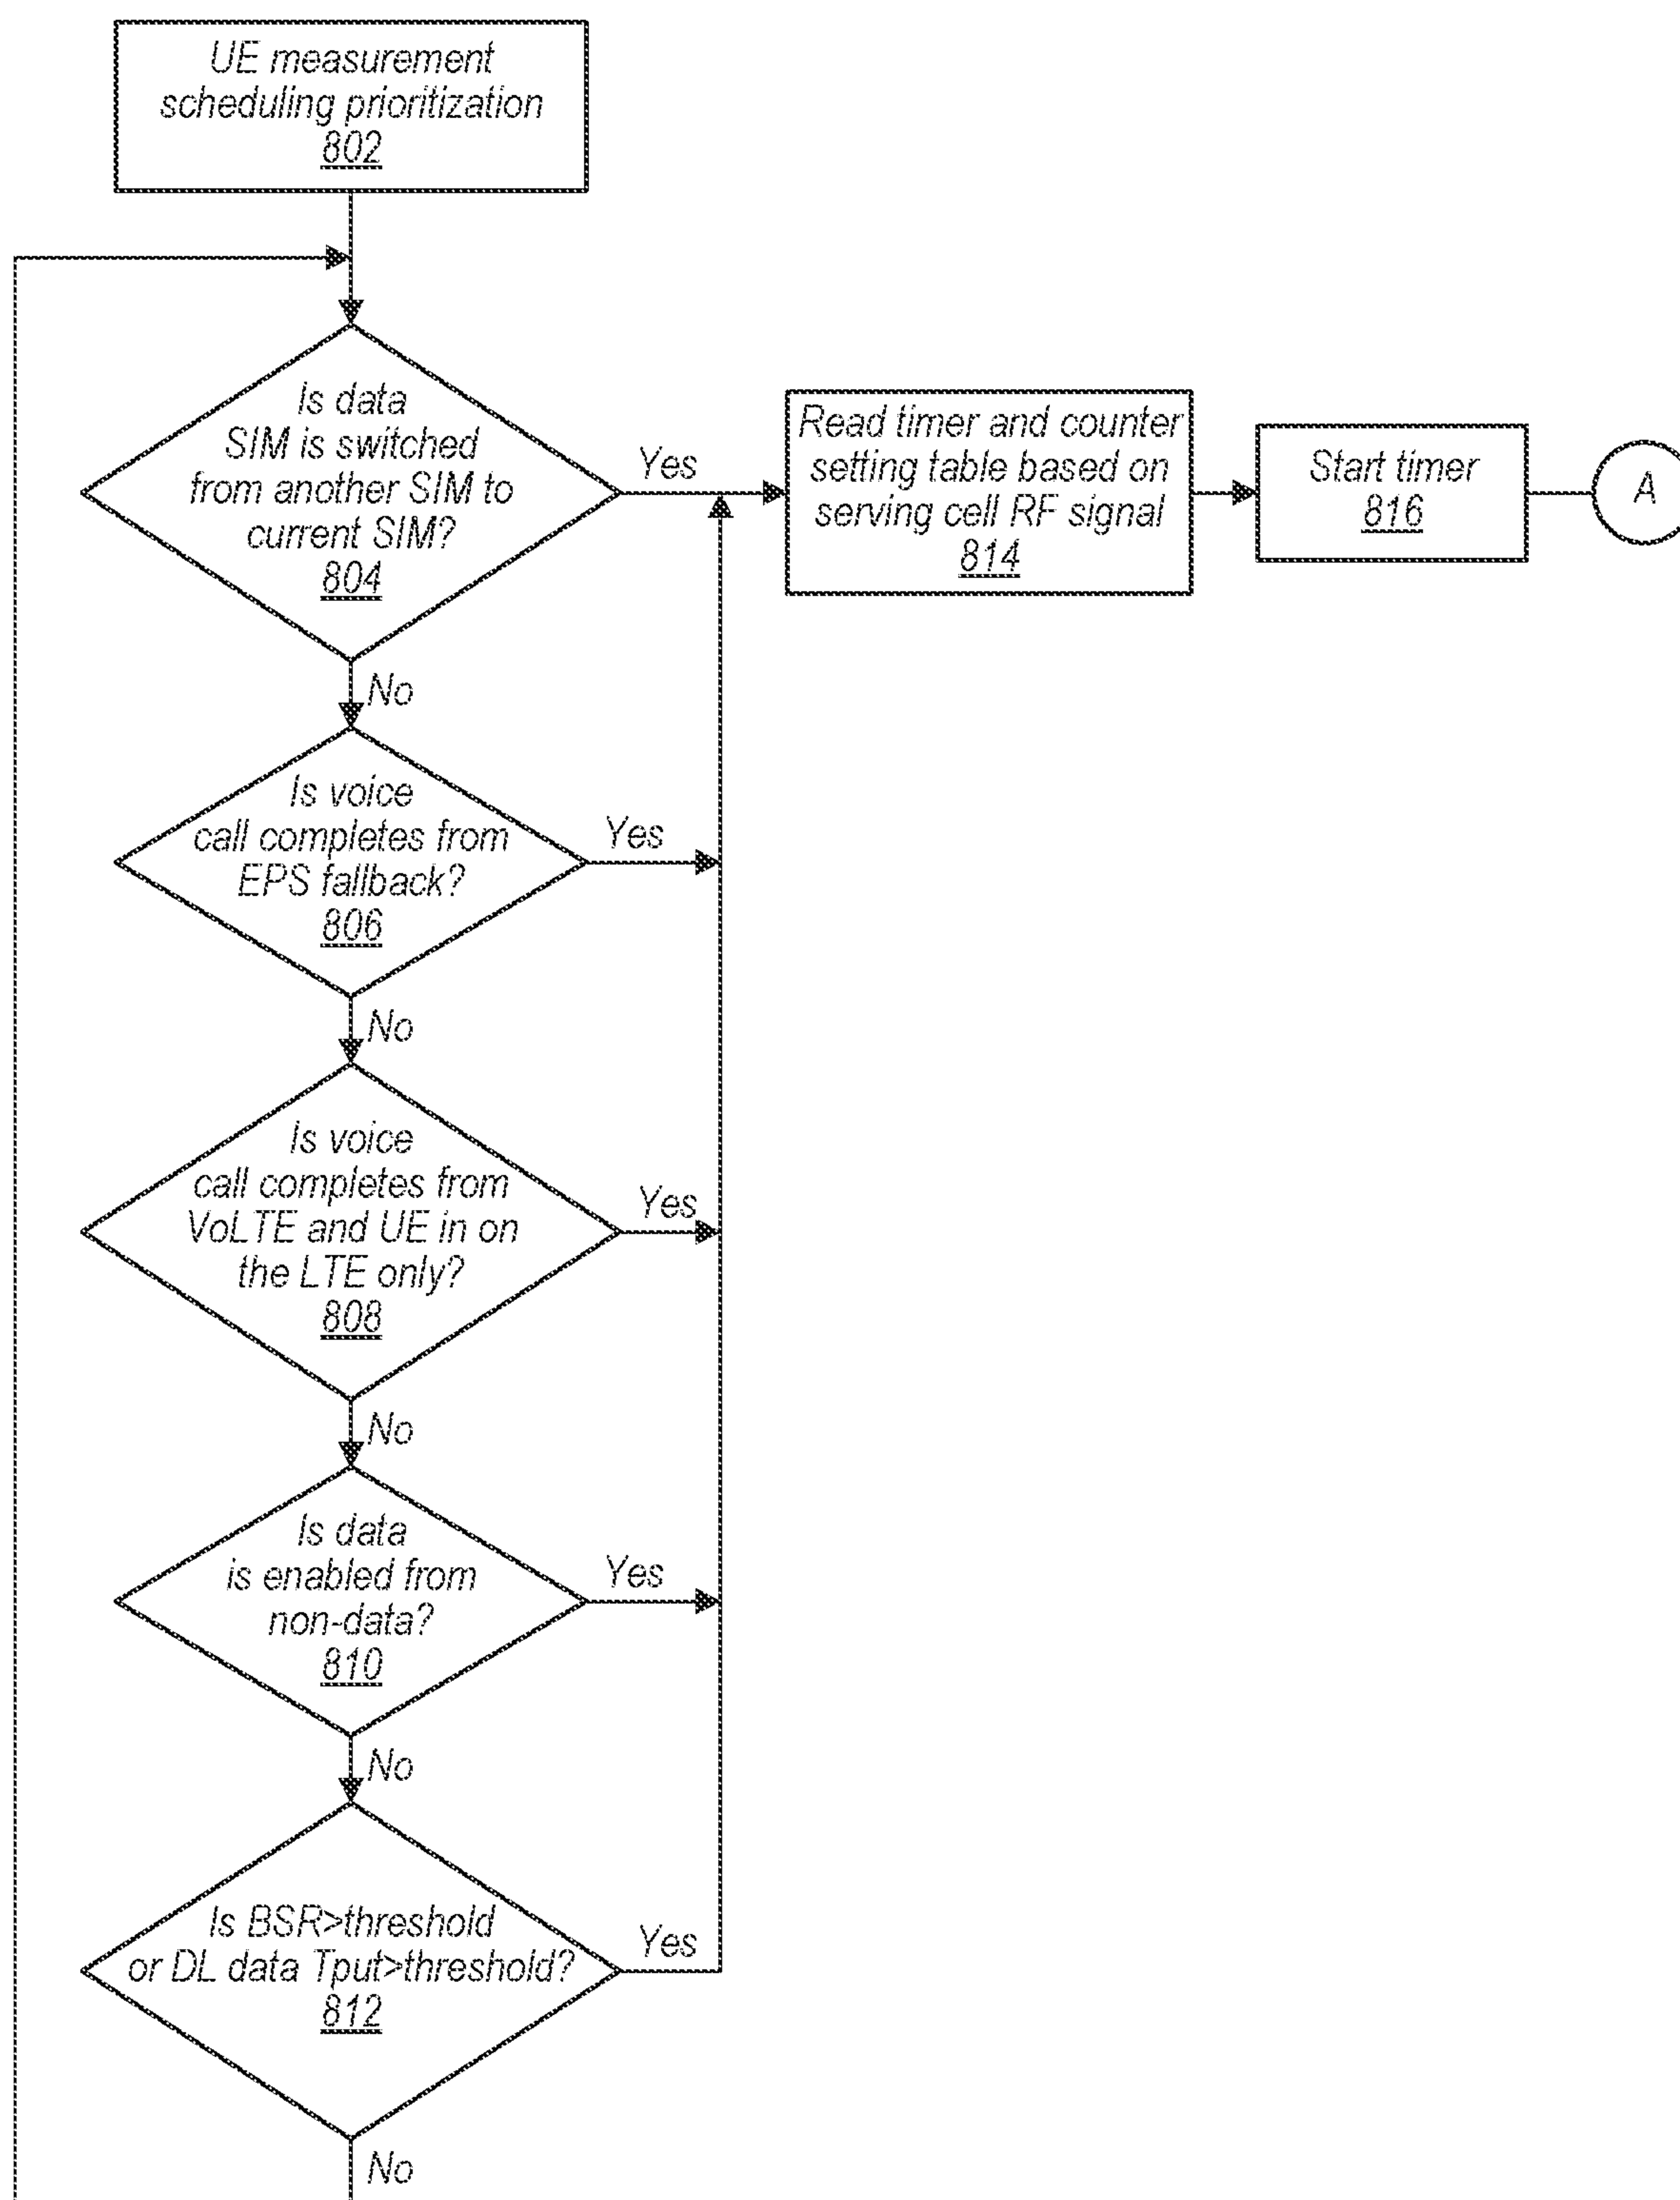 UE measurement
scheduling prioritization
802
Is data
SIM is switched
from another SIM to
current SIM?
804
Yes
No
Read timer and counter
setting table based on
serving cell RF signal
814
Start timer
816
A
Is voice
call completes from
EPS fallback?
806
Yes
No
Is voice
call completes from
VoLTE and UE in on
the LTE only?
808
Yes
No
Is data
is enabled from
non-data?
810
Yes
No
Is BSR>threshold
or DL data Tput>threshold?
812
Yes
No